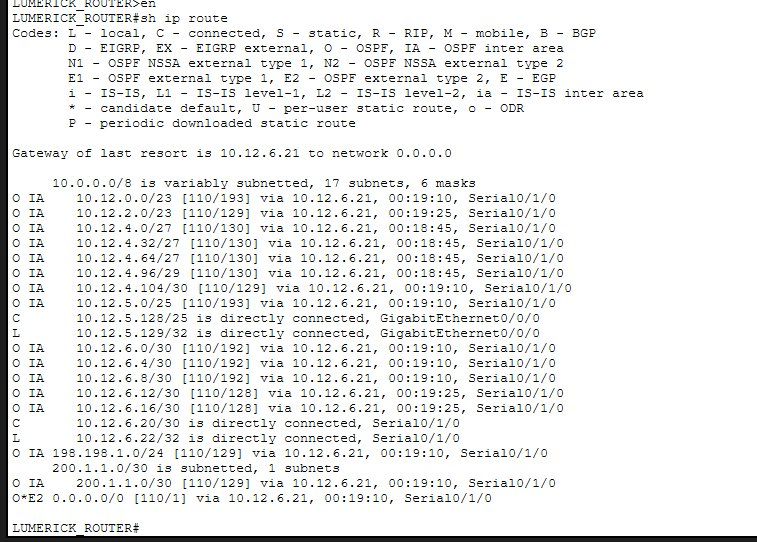 LUMERICK_ROUTER>en
LUMERICK_ROUTER#sh ip route
Codes: L - local, C - connected, S - static, R - RIP, M - mobile, B - BGP
       D - EIGRP, EX - EIGRP external, O - OSPF, IA - OSPF inter area
       N1 - OSPF NSSA external type 1, N2 - OSPF NSSA external type 2
       E1 - OSPF external type 1, E2 - OSPF external type 2, E - EGP
       i - IS-IS, L1 - IS-IS level-1, L2 - IS-IS level-2, ia - IS-IS inter area
       * - candidate default, U - per-user static route, o - ODR
       P - periodic downloaded static route

Gateway of last resort is 10.12.6.21 to network 0.0.0.0

     10.0.0.0/8 is variably subnetted, 17 subnets, 6 masks
O IA    10.12.0.0/23 [110/193] via 10.12.6.21, 00:19:10, Serial0/1/0
O IA    10.12.2.0/23 [110/129] via 10.12.6.21, 00:19:25, Serial0/1/0
O IA    10.12.4.0/27 [110/130] via 10.12.6.21, 00:18:45, Serial0/1/0
O IA    10.12.4.32/27 [110/130] via 10.12.6.21, 00:18:45, Serial0/1/0
O IA    10.12.4.64/27 [110/130] via 10.12.6.21, 00:18:45, Serial0/1/0
O IA    10.12.4.96/29 [110/130] via 10.12.6.21, 00:18:45, Serial0/1/0
O IA    10.12.4.104/30 [110/129] via 10.12.6.21, 00:19:10, Serial0/1/0
O IA    10.12.5.0/25 [110/193] via 10.12.6.21, 00:19:10, Serial0/1/0
C       10.12.5.128/25 is directly connected, GigabitEthernet0/0/0
L       10.12.5.129/32 is directly connected, GigabitEthernet0/0/0
O IA    10.12.6.0/30 [110/192] via 10.12.6.21, 00:19:10, Serial0/1/0
O IA    10.12.6.4/30 [110/192] via 10.12.6.21, 00:19:10, Serial0/1/0
O IA    10.12.6.8/30 [110/192] via 10.12.6.21, 00:19:10, Serial0/1/0
O IA    10.12.6.12/30 [110/128] via 10.12.6.21, 00:19:25, Serial0/1/0
O IA    10.12.6.16/30 [110/128] via 10.12.6.21, 00:19:25, Serial0/1/0
C       10.12.6.20/30 is directly connected, Serial0/1/0
L       10.12.6.22/32 is directly connected, Serial0/1/0
O IA 198.198.1.0/24 [110/129] via 10.12.6.21, 00:19:10, Serial0/1/0
     200.1.1.0/30 is subnetted, 1 subnets
O IA    200.1.1.0/30 [110/129] via 10.12.6.21, 00:19:10, Serial0/1/0
O*E2 0.0.0.0/0 [110/1] via 10.12.6.21, 00:19:10, Serial0/1/0

LUMERICK_ROUTER#